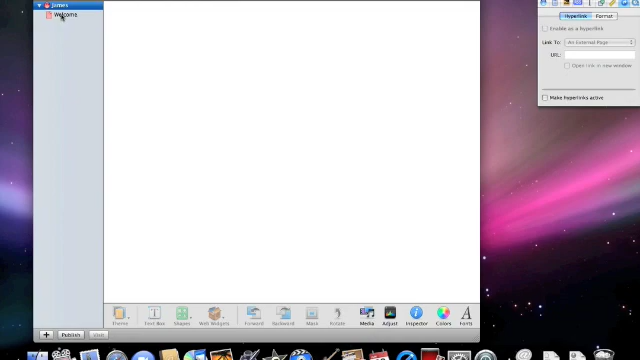 James
Welcome
Hyperlink Format
Enable as a hyperlink
Link To: An External Page
URL:
Open link in new window
Make hyperlinks active
Theme Text Box Shapes Web Widgets Forward Backward Mask Rotate Media Adjust Inspector Colors Fonts
+ Publish Visit